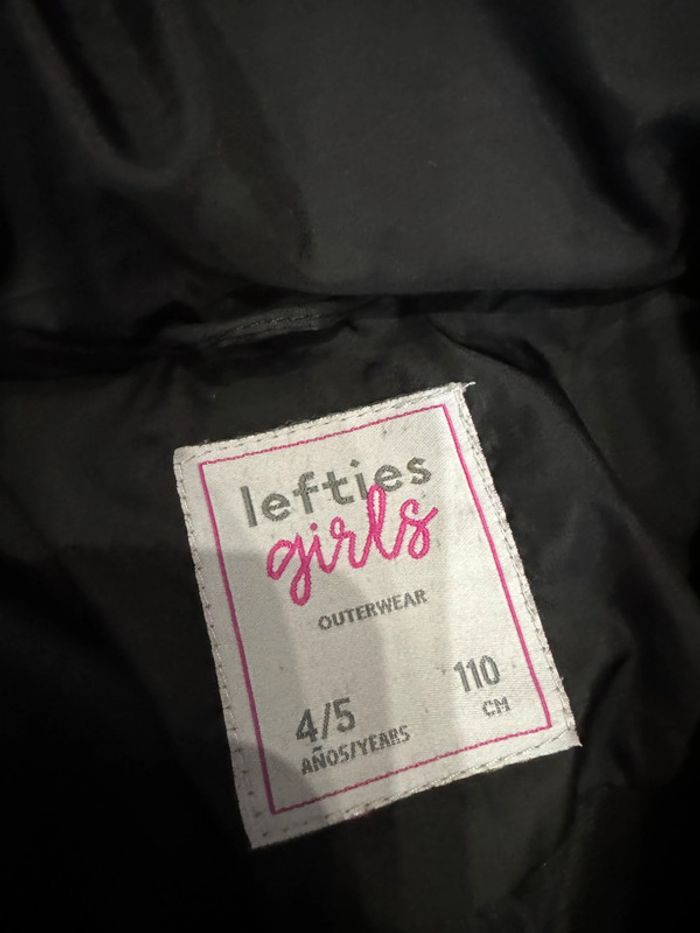 lefties
girls
OUTERWEAR
4/5
AÑOS/YEARS
110
CM